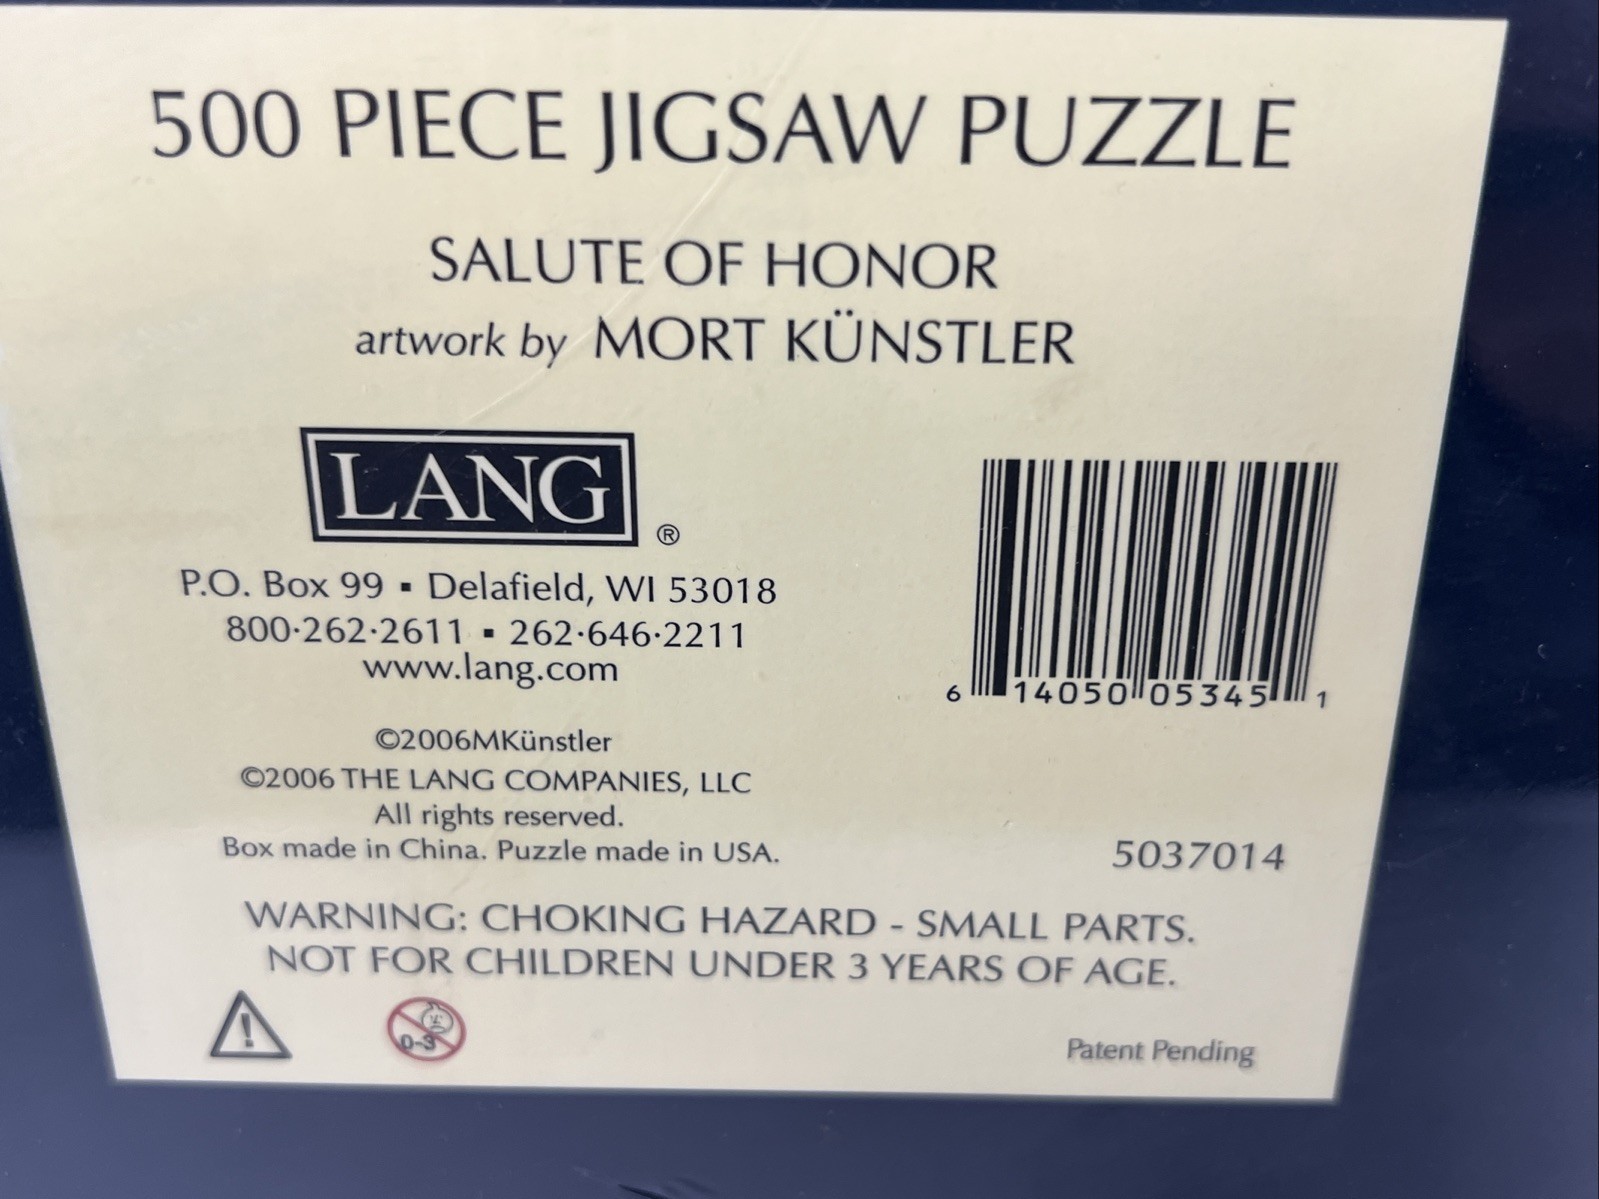 500 PIECE JIGSAW PUZZLE
SALUTE OF HONOR
artwork by MORT KÜNSTLER
LANG ®
P.O. Box 99 ▪ Delafield, WI 53018
800·262·2611 ▪ 262·646·2211
www.lang.com
6 14050 05345 1
©2006MKünstler
©2006 THE LANG COMPANIES, LLC
All rights reserved.
Box made in China. Puzzle made in USA.
5037014
WARNING: CHOKING HAZARD - SMALL PARTS.
NOT FOR CHILDREN UNDER 3 YEARS OF AGE.
0-3
Patent Pending